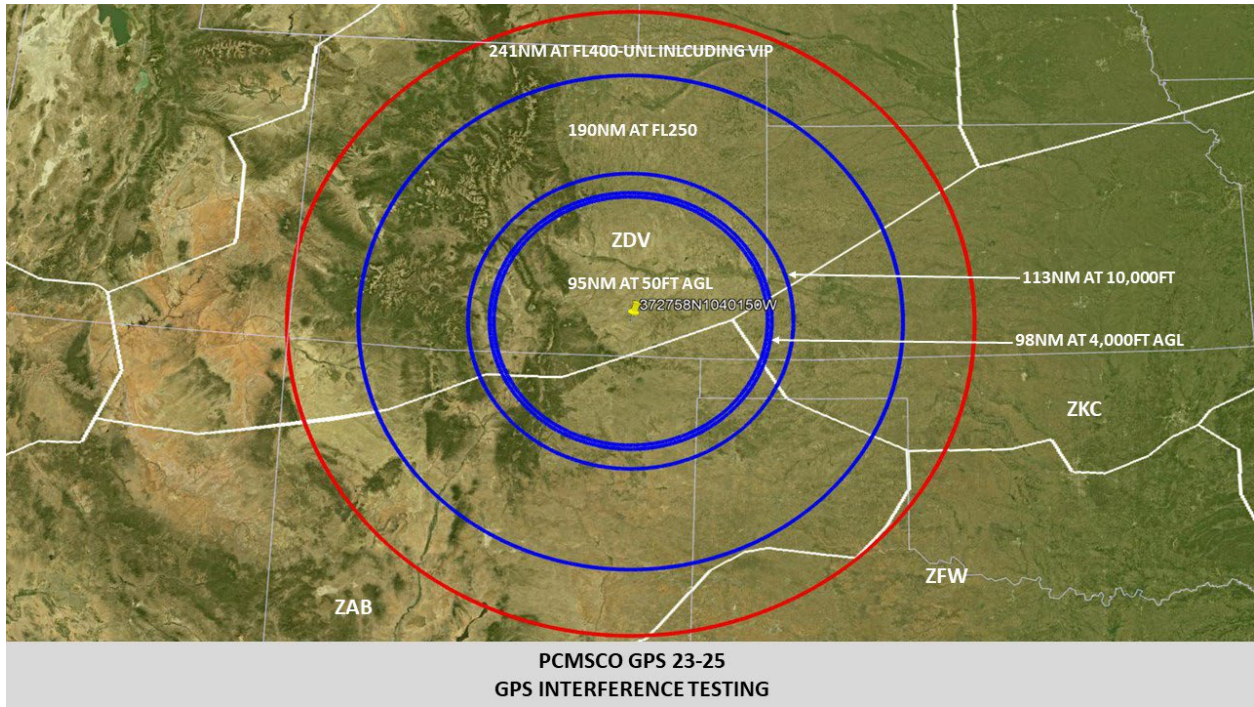 241NM AT FL400-UNL INLCUDING VIP
190NM AT FL250
ZDV
95NM AT 50FT AGL
372758N1040150W
113NM AT 10,000FT
98NM AT 4,000FT AGL
ZKC
ZFW
ZAB
PCMSCO GPS 23-25
GPS INTERFERENCE TESTING